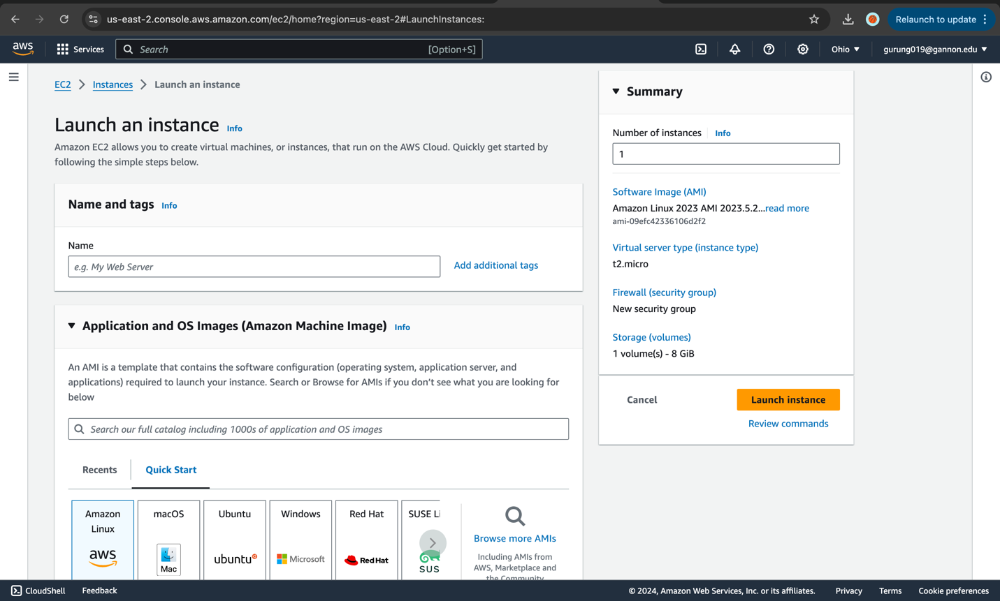 us-east-2.console.aws.amazon.com/ec2/home?region=us-east-2#LaunchInstances:
Relaunch to update
aws
Services
Search
[Option+S]
Ohio
gurung019@gannon.edu
EC2 > Instances > Launch an instance
Launch an instance Info
Amazon EC2 allows you to create virtual machines, or instances, that run on the AWS Cloud. Quickly get started by
following the simple steps below.
Name and tags Info
Name
e.g. My Web Server
Add additional tags
Application and OS Images (Amazon Machine Image) Info
An AMI is a template that contains the software configuration (operating system, application server, and
applications) required to launch your instance. Search or Browse for AMIs if you don’t see what you are looking for
below
Search our full catalog including 1000s of application and OS images
Recents
Quick Start
Amazon
Linux
aws
macOS
Mac
Ubuntu
ubuntu
Windows
Microsoft
Red Hat
Red Hat
SUSE Li
SUS
Browse more AMIs
Including AMIs from
AWS, Marketplace and
the Community
Summary
Number of instances Info
1
Software Image (AMI)
Amazon Linux 2023 AMI 2023.5.2...read more
ami-09efc42336106d2f2
Virtual server type (instance type)
t2.micro
Firewall (security group)
New security group
Storage (volumes)
1 volume(s) - 8 GiB
Cancel
Launch instance
Review commands
CloudShell
Feedback
© 2024, Amazon Web Services, Inc. or its affiliates.
Privacy
Terms
Cookie preferences